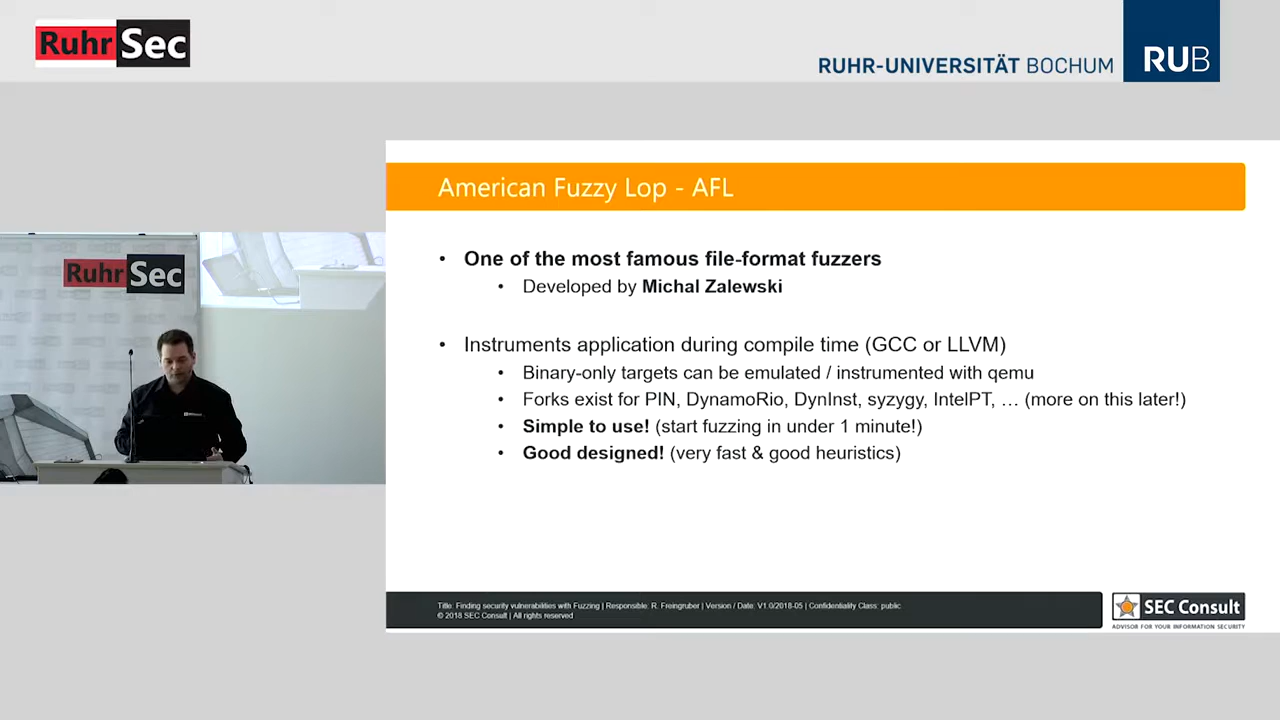 RuhrSec
RUHR-UNIVERSITÄT BOCHUM
RUB
RuhrSec
American Fuzzy Lop - AFL
• One of the most famous file-format fuzzers
• Developed by Michal Zalewski
• Instruments application during compile time (GCC or LLVM)
• Binary-only targets can be emulated / instrumented with qemu
• Forks exist for PIN, DynamoRio, DynInst, syzygy, IntelPT, … (more on this later!)
• Simple to use! (start fuzzing in under 1 minute!)
• Good designed! (very fast & good heuristics)
Title: Finding security vulnerabilities with Fuzzing | Responsible: R. Freingruber | Version / Date: V1.0/2018-05 | Confidentiality Class: public
© 2018 SEC Consult | All rights reserved
SEC Consult
ADVISOR FOR YOUR INFORMATION SECURITY